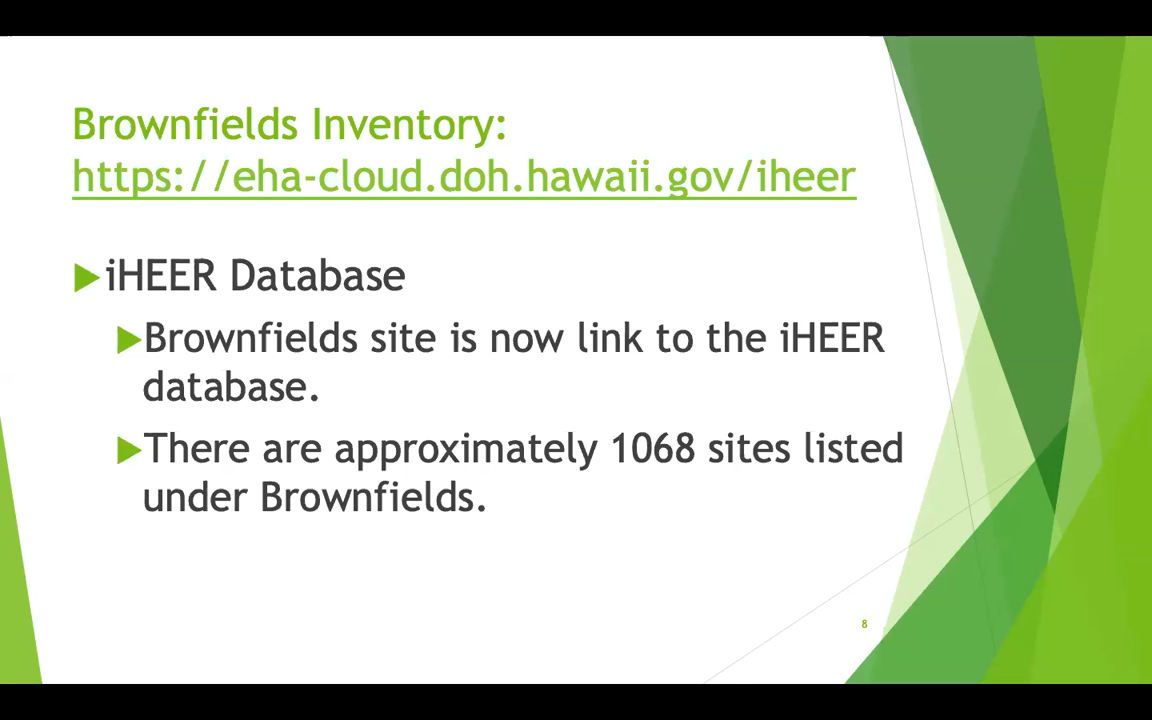 Brownfields Inventory:
https://eha-cloud.doh.hawaii.gov/iheer
iHEER Database
Brownfields site is now link to the iHEER
database.
There are approximately 1068 sites listed
under Brownfields.
8